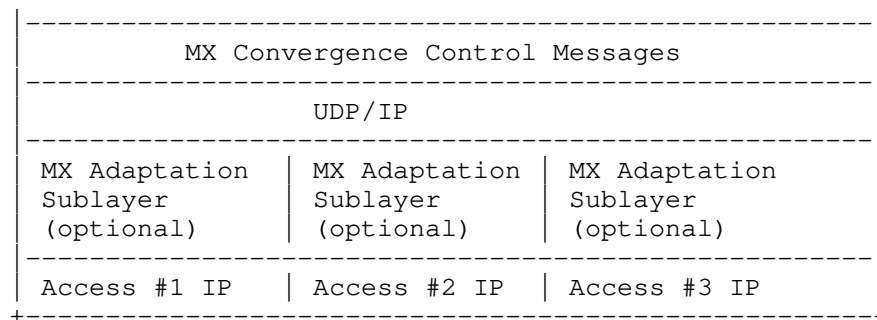 |-----------------------------------------------------
| MX Convergence Control Messages
|-----------------------------------------------------
| UDP/IP
|-----------------------------------------------------
| MX Adaptation | MX Adaptation | MX Adaptation
| Sublayer | Sublayer | Sublayer
| (optional) | (optional) | (optional)
|-----------------------------------------------------
| Access #1 IP | Access #2 IP | Access #3 IP
+-----------------------------------------------------